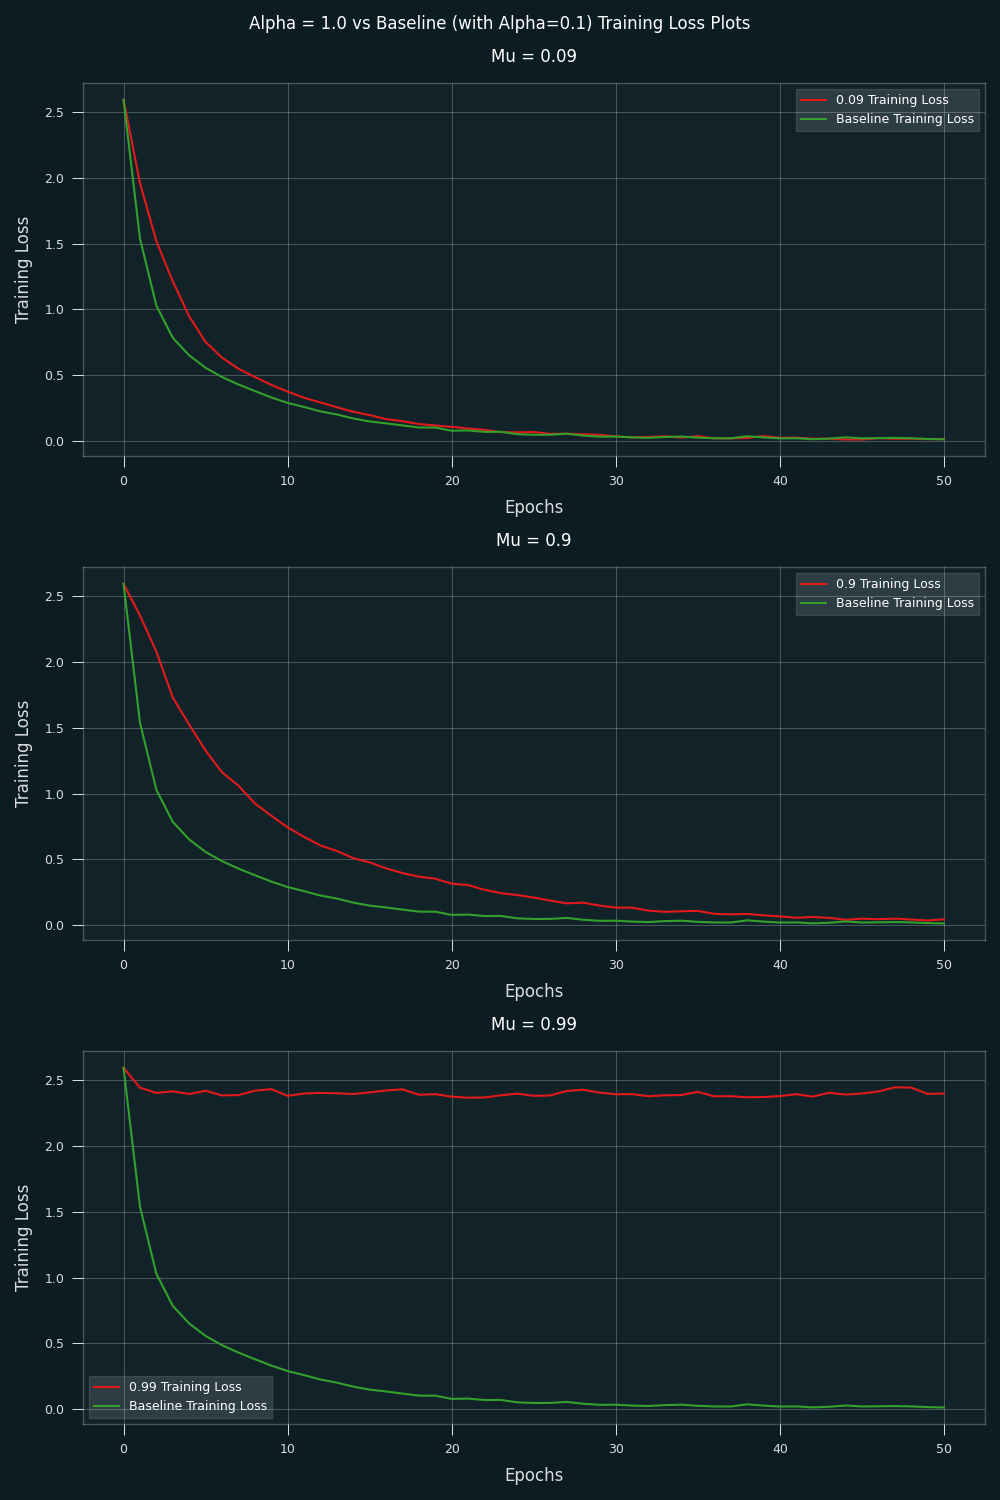 Alpha = 1.0 vs Baseline (with Alpha=0.1) Training Loss Plots
Mu = 0.09
0.09 Training Loss
Baseline Training Loss
2.5
2.0
1.5
1.0
0.5
0.0
Training Loss
0 10 20 30 40 50
Epochs
Mu = 0.9
0.9 Training Loss
Baseline Training Loss
2.5
2.0
1.5
1.0
0.5
0.0
Training Loss
0 10 20 30 40 50
Epochs
Mu = 0.99
2.5
2.0
1.5
1.0
0.5
0.0
Training Loss
0.99 Training Loss
Baseline Training Loss
0 10 20 30 40 50
Epochs